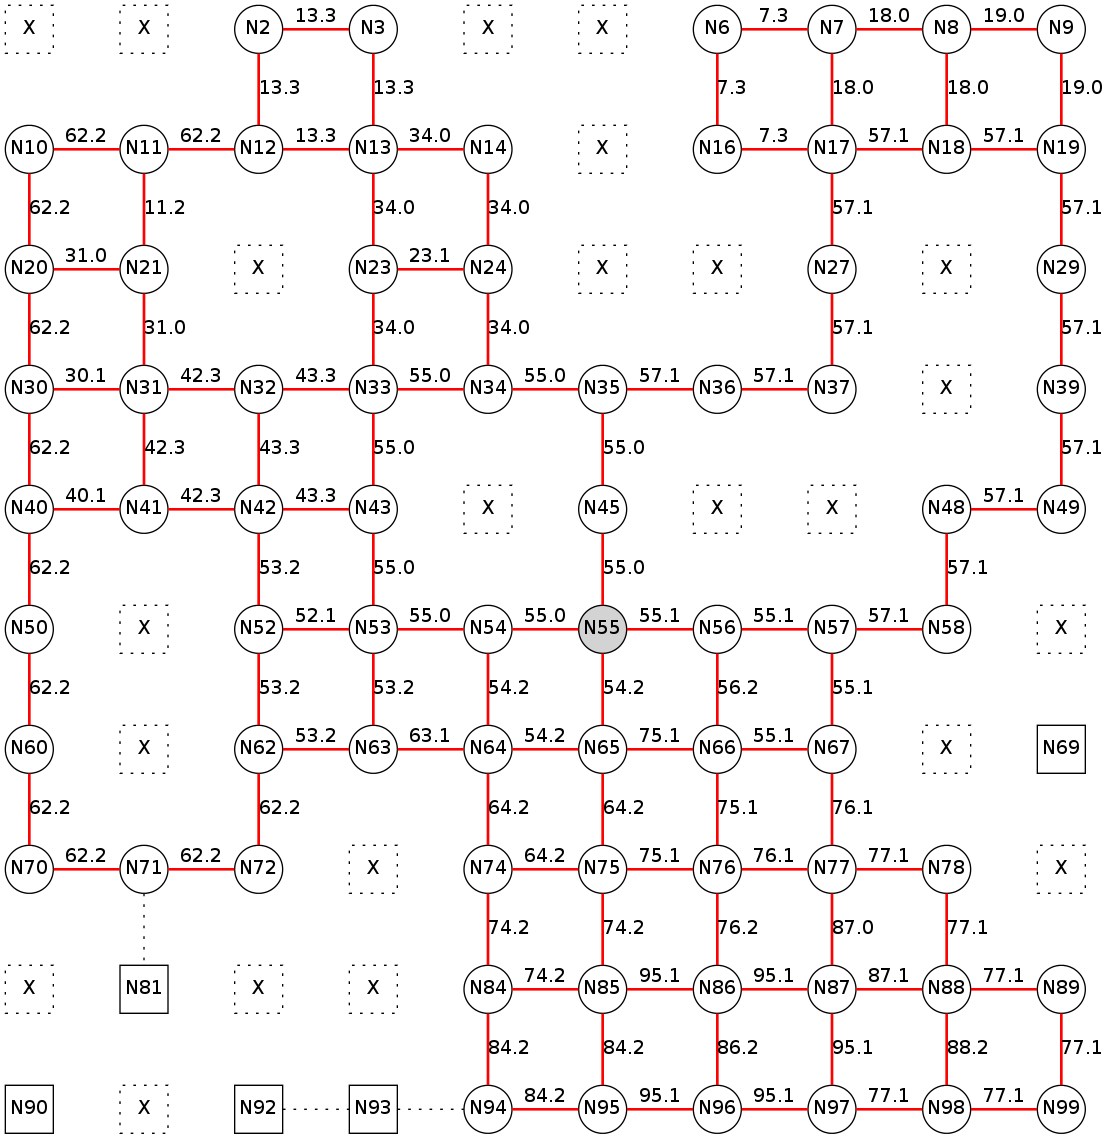 13.3 7.3 18.0 19.0
X X N2 N3 X X N6 N7 N8 N9
13.3 13.3 7.3 18.0 18.0 19.0
62.2 62.2 13.3 34.0 7.3 57.1 57.1
N10 N11 N12 N13 N14 X N16 N17 N18 N19
62.2 11.2 34.0 34.0 57.1 57.1
31.0 23.1
N20 N21 X N23 N24 X X N27 X N29
62.2 31.0 34.0 34.0 57.1 57.1
30.1 42.3 43.3 55.0 55.0 57.1 57.1
N30 N31 N32 N33 N34 N35 N36 N37 X N39
62.2 42.3 43.3 55.0 55.0 57.1
40.1 42.3 43.3 57.1
N40 N41 N42 N43 X N45 X X N48 N49
62.2 53.2 55.0 55.0 57.1
52.1 55.0 55.0 55.1 55.1 57.1
N50 X N52 N53 N54 N55 N56 N57 N58 X
62.2 53.2 53.2 54.2 54.2 56.2 55.1
53.2 63.1 54.2 75.1 55.1
N60 X N62 N63 N64 N65 N66 N67 X N69
62.2 62.2 64.2 64.2 75.1 76.1
62.2 62.2 64.2 75.1 76.1 77.1
N70 N71 N72 X N74 N75 N76 N77 N78 X
74.2 74.2 76.2 87.0 77.1
74.2 95.1 95.1 87.1 77.1
X N81 X X N84 N85 N86 N87 N88 N89
84.2 84.2 86.2 95.1 88.2 77.1
84.2 95.1 95.1 77.1 77.1
N90 X N92 N93 N94 N95 N96 N97 N98 N99